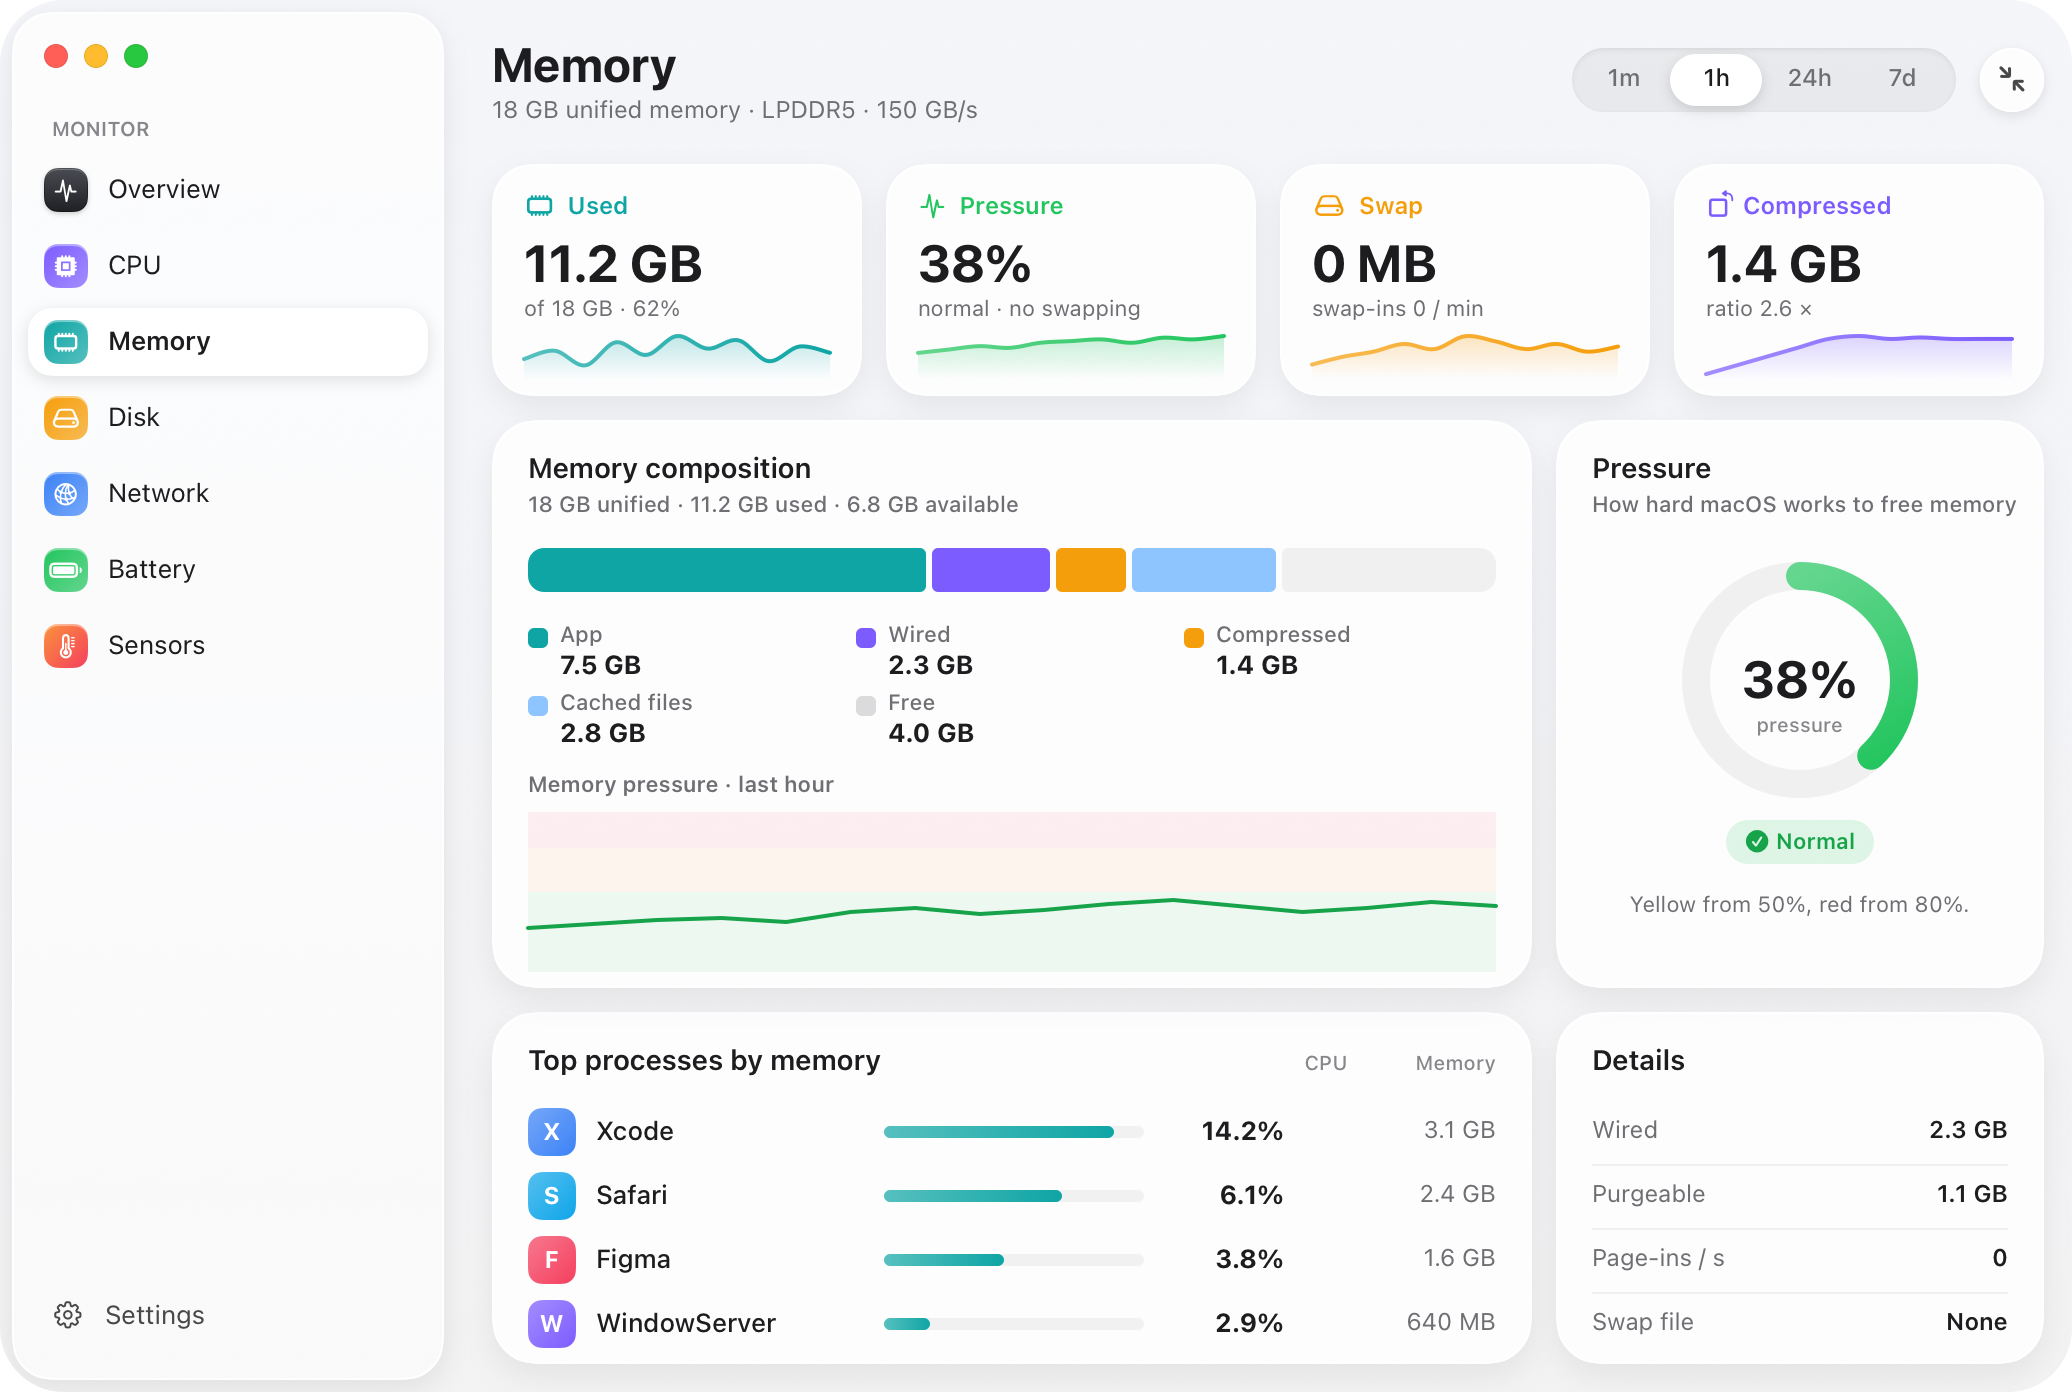 MONITOR
Overview
CPU
Memory
Disk
Network
Battery
Sensors
Settings
Memory
18 GB unified memory · LPDDR5 · 150 GB/s
1m 1h 24h 7d
Used
11.2 GB
of 18 GB · 62%
Pressure
38%
normal · no swapping
Swap
0 MB
swap-ins 0 / min
Compressed
1.4 GB
ratio 2.6 ×
Memory composition
18 GB unified · 11.2 GB used · 6.8 GB available
App
7.5 GB
Wired
2.3 GB
Compressed
1.4 GB
Cached files
2.8 GB
Free
4.0 GB
Memory pressure · last hour
Pressure
How hard macOS works to free memory
38%
pressure
Normal
Yellow from 50%, red from 80%.
Top processes by memory CPU Memory
X Xcode 14.2% 3.1 GB
S Safari 6.1% 2.4 GB
F Figma 3.8% 1.6 GB
W WindowServer 2.9% 640 MB
Details
Wired 2.3 GB
Purgeable 1.1 GB
Page-ins / s 0
Swap file None